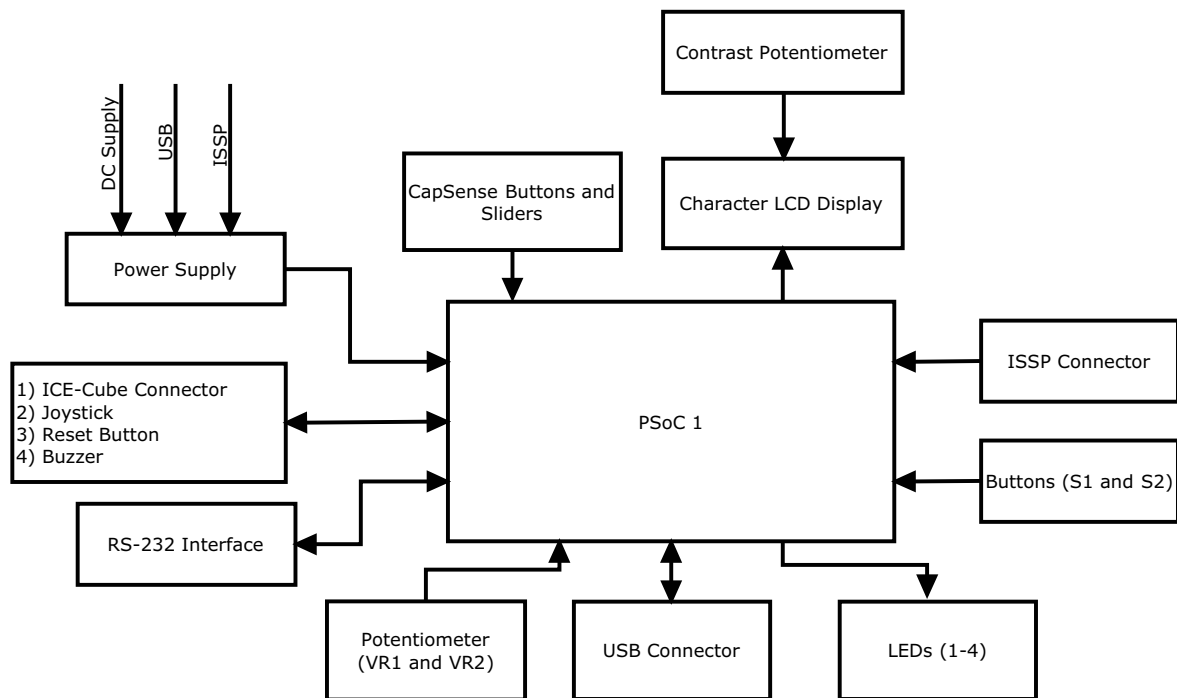 Contrast Potentiometer
DC Supply
USB
ISSP
CapSense Buttons and
Sliders
Character LCD Display
Power Supply
ISSP Connector
1) ICE-Cube Connector
2) Joystick
3) Reset Button
4) Buzzer
PSoC 1
Buttons (S1 and S2)
RS-232 Interface
Potentiometer
(VR1 and VR2)
USB Connector
LEDs (1-4)